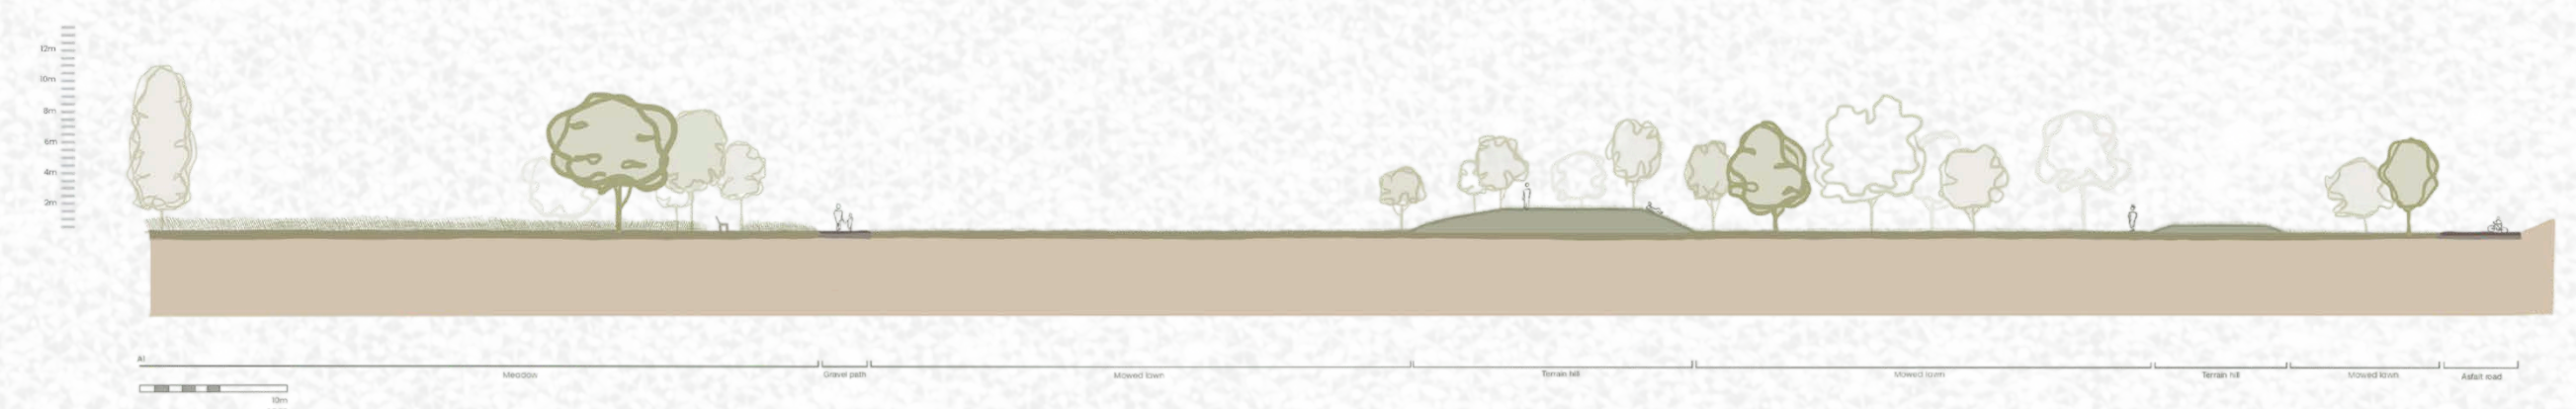 12m
10m
8m
6m
4m
2m
A1
Meadow
Gravel path
Mowed lawn
Terrain hill
Mowed lawn
Terrain hill
Mowed lawn
Asfalt road
10m